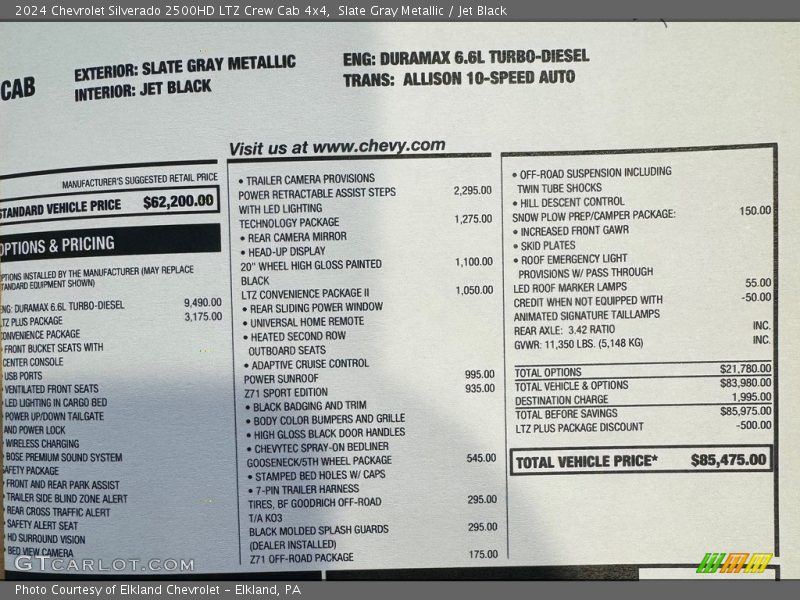 2024 Chevrolet Silverado 2500HD LTZ Crew Cab 4x4, Slate Gray Metallic / Jet Black
CAB
EXTERIOR: SLATE GRAY METALLIC
INTERIOR: JET BLACK
ENG: DURAMAX 6.6L TURBO-DIESEL
TRANS: ALLISON 10-SPEED AUTO
Visit us at www.chevy.com
MANUFACTURER'S SUGGESTED RETAIL PRICE
STANDARD VEHICLE PRICE $62,200.00
OPTIONS & PRICING
OPTIONS INSTALLED BY THE MANUFACTURER (MAY REPLACE
STANDARD EQUIPMENT SHOWN)
ENG: DURAMAX 6.6L TURBO-DIESEL 9,490.00
LTZ PLUS PACKAGE 3,175.00
CONVENIENCE PACKAGE
• FRONT BUCKET SEATS WITH
CENTER CONSOLE
• USB PORTS
• VENTILATED FRONT SEATS
• LED LIGHTING IN CARGO BED
• POWER UP/DOWN TAILGATE
AND POWER LOCK
• WIRELESS CHARGING
• BOSE PREMIUM SOUND SYSTEM
SAFETY PACKAGE
• FRONT AND REAR PARK ASSIST
• TRAILER SIDE BLIND ZONE ALERT
• REAR CROSS TRAFFIC ALERT
• SAFETY ALERT SEAT
• HD SURROUND VISION
• BED VIEW CAMERA
• TRAILER CAMERA PROVISIONS
POWER RETRACTABLE ASSIST STEPS 2,295.00
WITH LED LIGHTING
TECHNOLOGY PACKAGE 1,275.00
• REAR CAMERA MIRROR
• HEAD-UP DISPLAY
20" WHEEL HIGH GLOSS PAINTED 1,100.00
BLACK
LTZ CONVENIENCE PACKAGE II 1,050.00
• REAR SLIDING POWER WINDOW
• UNIVERSAL HOME REMOTE
• HEATED SECOND ROW
OUTBOARD SEATS
• ADAPTIVE CRUISE CONTROL
POWER SUNROOF 995.00
Z71 SPORT EDITION 935.00
• BLACK BADGING AND TRIM
• BODY COLOR BUMPERS AND GRILLE
• HIGH GLOSS BLACK DOOR HANDLES
• CHEVYTEC SPRAY-ON BEDLINER
GOOSENECK/5TH WHEEL PACKAGE 545.00
• STAMPED BED HOLES W/ CAPS
• 7-PIN TRAILER HARNESS
TIRES, BF GOODRICH OFF-ROAD 295.00
T/A KO3
BLACK MOLDED SPLASH GUARDS 295.00
(DEALER INSTALLED)
Z71 OFF-ROAD PACKAGE 175.00
• OFF-ROAD SUSPENSION INCLUDING
TWIN TUBE SHOCKS
• HILL DESCENT CONTROL
SNOW PLOW PREP/CAMPER PACKAGE: 150.00
• INCREASED FRONT GAWR
• SKID PLATES
• ROOF EMERGENCY LIGHT
PROVISIONS W/ PASS THROUGH
LED ROOF MARKER LAMPS 55.00
CREDIT WHEN NOT EQUIPPED WITH -50.00
ANIMATED SIGNATURE TAILLAMPS
REAR AXLE: 3.42 RATIO INC.
GVWR: 11,350 LBS. (5,148 KG) INC.
TOTAL OPTIONS $21,780.00
TOTAL VEHICLE & OPTIONS $83,980.00
DESTINATION CHARGE 1,995.00
TOTAL BEFORE SAVINGS $85,975.00
LTZ PLUS PACKAGE DISCOUNT -500.00
TOTAL VEHICLE PRICE* $85,475.00
GTCARLOT.COM
Photo Courtesy of Elkland Chevrolet - Elkland, PA